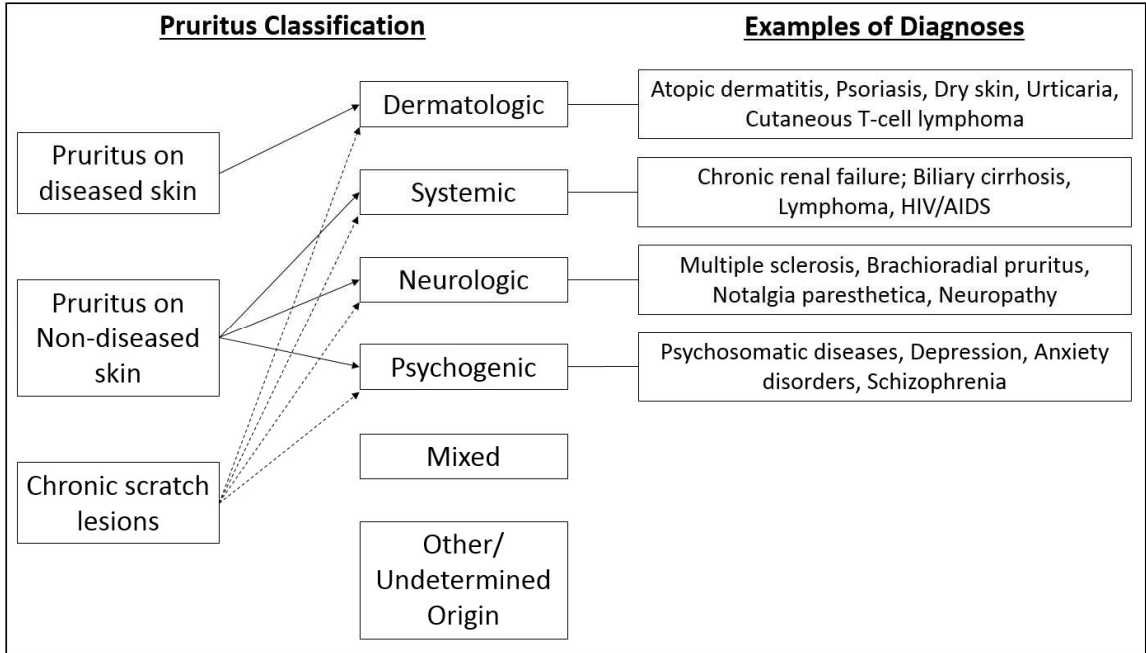 Pruritus Classification
Examples of Diagnoses
Pruritus on
diseased skin
Pruritus on
Non-diseased
skin
Chronic scratch
lesions
Dermatologic
Systemic
Neurologic
Psychogenic
Mixed
Other/
Undetermined
Origin
Atopic dermatitis, Psoriasis, Dry skin, Urticaria,
Cutaneous T-cell lymphoma
Chronic renal failure; Biliary cirrhosis,
Lymphoma, HIV/AIDS
Multiple sclerosis, Brachioradial pruritus,
Notalgia paresthetica, Neuropathy
Psychosomatic diseases, Depression, Anxiety
disorders, Schizophrenia